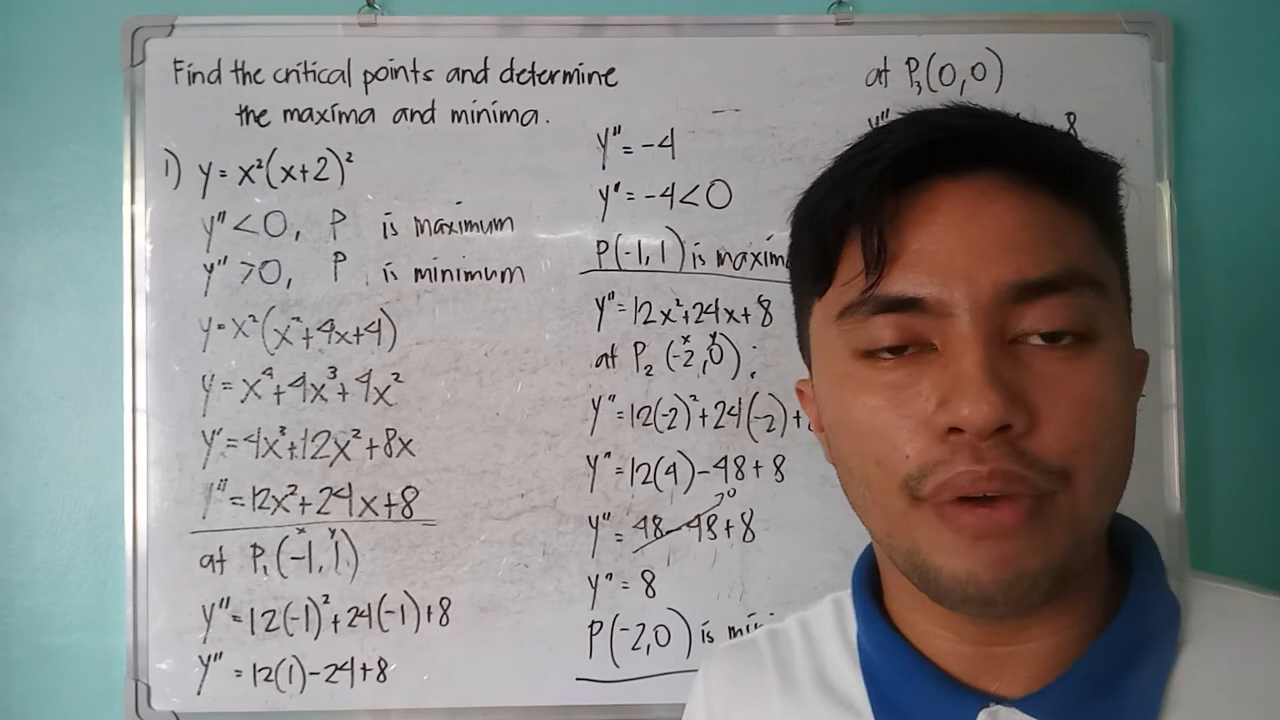 Find the critical points and determine
the maxima and minima.
1) y = x²(x+2)²
y'' < 0, P is maximum
y'' > 0, P is minimum
y = x²(x²+4x+4)
y = x⁴+4x³+4x²
y' = 4x³+12x²+8x
y'' = 12x²+24x+8
x y
at P₁(-1,1)
y'' = 12(-1)²+24(-1)+8
y'' = 12(1)-24+8
y'' = -4
y'' = -4 < 0
P(-1,1) is maxim
y'' = 12x²+24x+8
x y
at P₂ (-2,0):
y'' = 12(-2)²+24(-2)+
y'' = 12(4)-48+8
0
y'' = 48-48+8
y'' = 8
P(-2,0) is mini
at P₃(0,0)
y'' 8